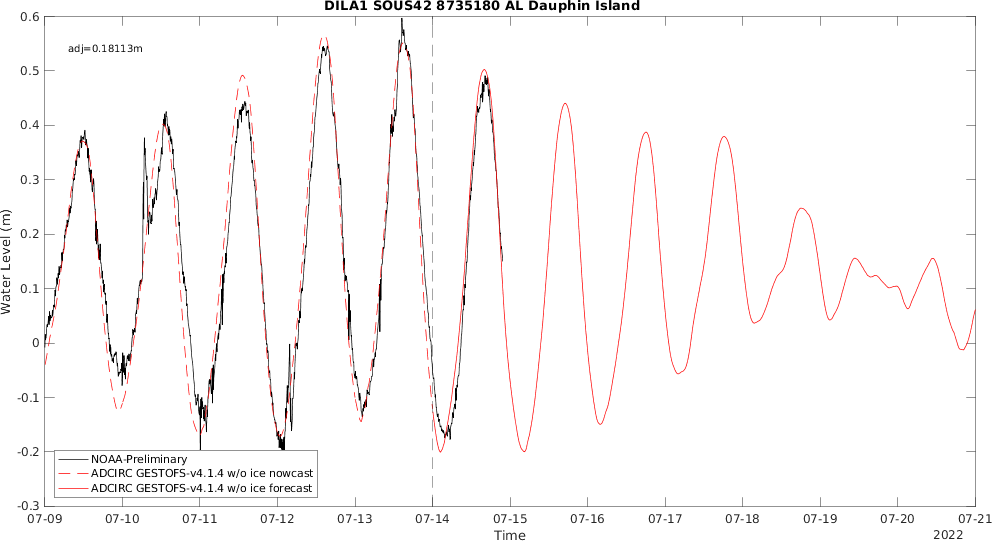 DILA1 SOUS42 8735180 AL Dauphin Island
adj=0.18113m
Water Level (m)
0.6
0.5
0.4
0.3
0.2
0.1
0
-0.1
-0.2
-0.3
NOAA-Preliminary
ADCIRC GESTOFS-v4.1.4 w/o ice nowcast
ADCIRC GESTOFS-v4.1.4 w/o ice forecast
07-09 07-10 07-11 07-12 07-13 07-14 07-15 07-16 07-17 07-18 07-19 07-20 07-21
Time
2022